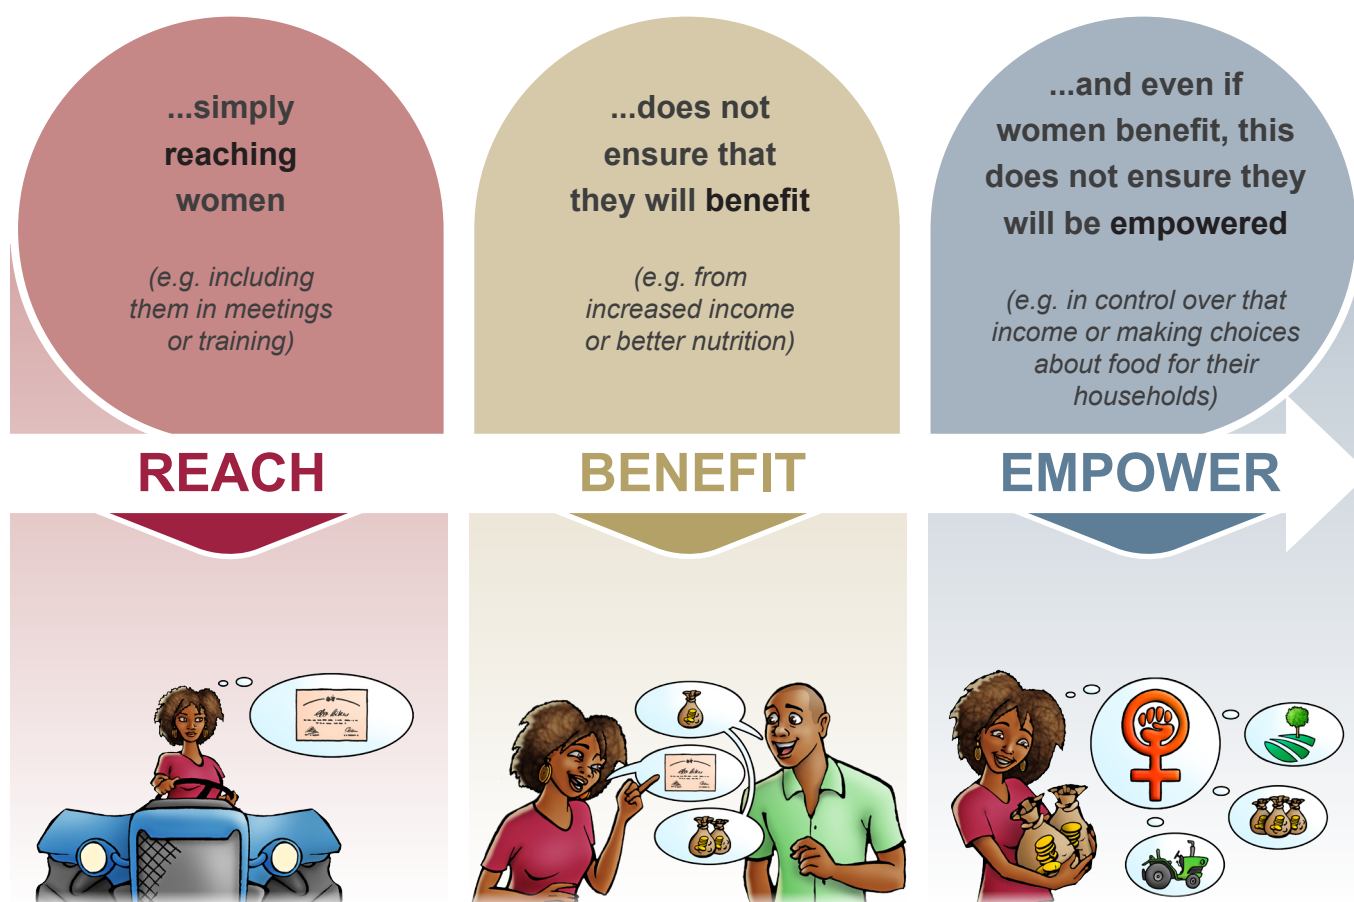 ...simply
reaching
women
(e.g. including
them in meetings
or training)
...does not
ensure that
they will benefit
(e.g. from
increased income
or better nutrition)
...and even if
women benefit, this
does not ensure they
will be empowered
(e.g. in control over that
income or making choices
about food for their
households)
REACH
BENEFIT
EMPOWER